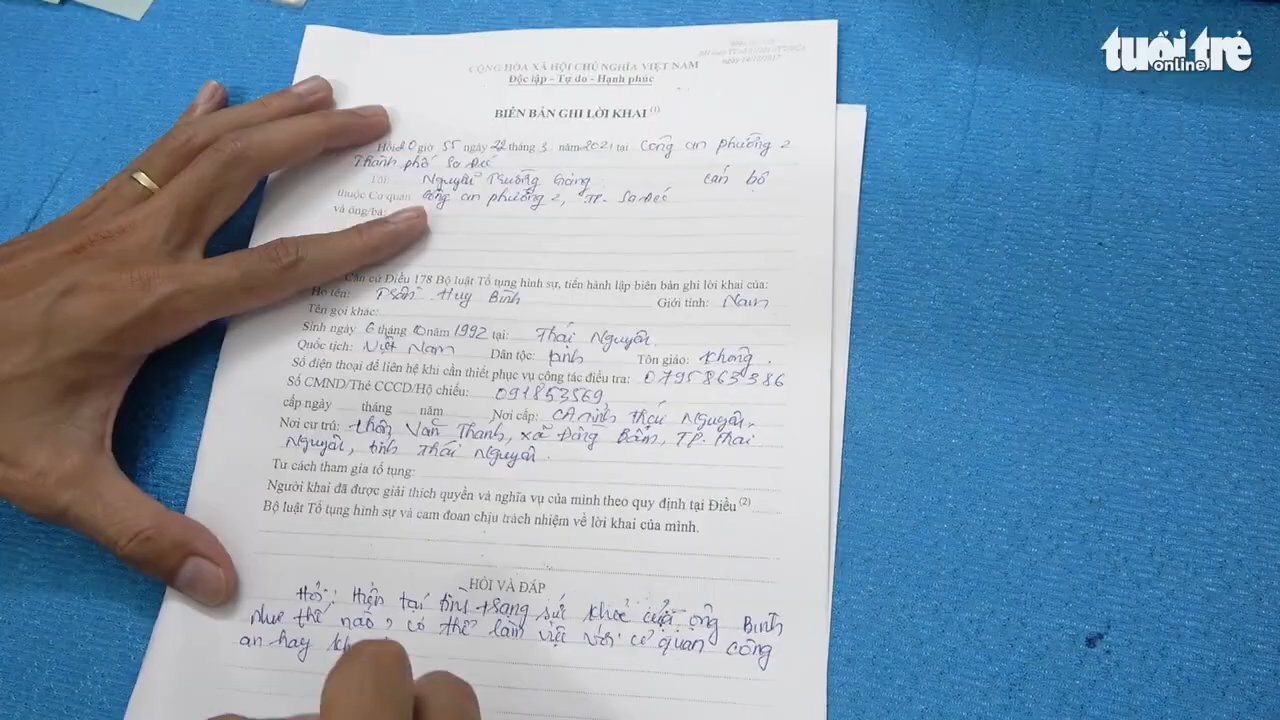 tuổi trẻ online
CỘNG HÒA XÃ HỘI CHỦ NGHĨA VIỆT NAM
Độc lập - Tự do - Hạnh phúc
BIÊN BẢN GHI LỜI KHAI (1)
Hồi 20 giờ 55 ngày 22 tháng 3 năm 2021 tại Công an phường 2
Thành phố Sa Đéc
Tôi: Nguyễn Trường Giang cán bộ
thuộc Cơ quan Công an phường 2, TP. Sa Đéc
và ông/bà:
Căn cứ Điều 178 Bộ luật Tố tụng hình sự, tiến hành lập biên bản ghi lời khai của:
Họ tên: Trần Huy Bình Giới tính: Nam
Tên gọi khác:
Sinh ngày 6 tháng 10 năm 1992 tại: Thái Nguyên.
Quốc tịch: Việt Nam Dân tộc: kinh Tôn giáo: không.
Số điện thoại để liên hệ khi cần thiết phục vụ công tác điều tra: 0795863386
Số CMND/Thẻ CCCD/Hộ chiếu: 091853569,
cấp ngày tháng năm Nơi cấp: CA tỉnh Thái Nguyên.
Nơi cư trú: thôn Văn Thanh, xã Đồng Bẩm, TP. Thái
Nguyên, tỉnh Thái Nguyên.
Tư cách tham gia tố tụng:
Người khai đã được giải thích quyền và nghĩa vụ của mình theo quy định tại Điều (2)
Bộ luật Tố tụng hình sự và cam đoan chịu trách nhiệm về lời khai của mình.
HỎI VÀ ĐÁP
Hỏi: Hiện tại tình trạng sức khỏe của ông Bình
như thế nào, có thể làm việc với cơ quan công
an hay